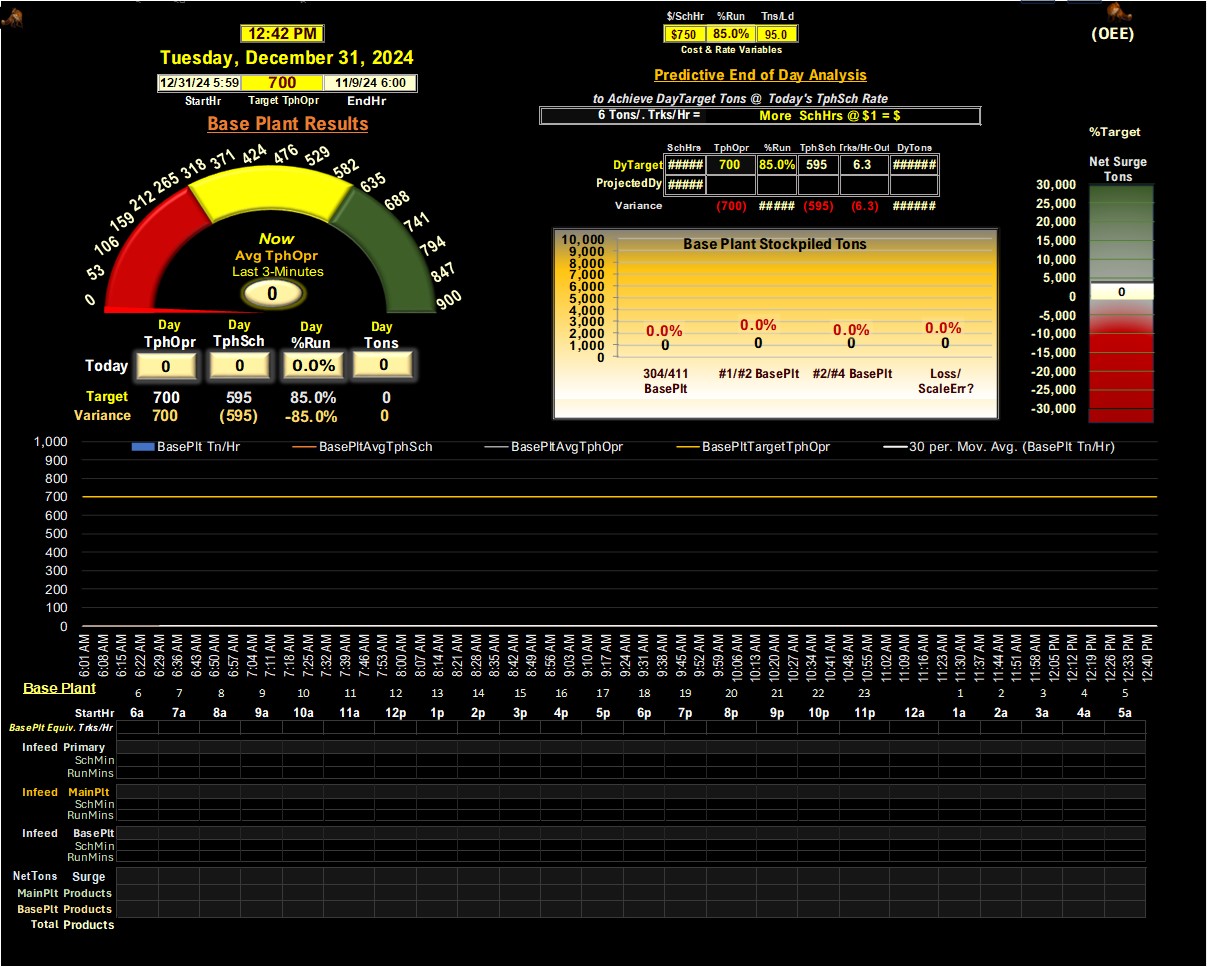 12:42 PM
Tuesday, December 31, 2024
12/31/24 5:59 700 11/9/24 6:00
StartHr Target TphOpr EndHr
Base Plant Results
0 53 106 159 212 265 318 371 424 476 529 582 635 688 741 794 847 900
Now
Avg TphOpr
Last 3-Minutes
0
Day Day Day Day
TphOpr TphSch %Run Tons
Today 0 0 0.0% 0
Target 700 595 85.0% 0
Variance 700 (595) -85.0% 0
$/SchHr %Run Tns/Ld
$750 85.0% 95.0
Cost & Rate Variables
Predictive End of Day Analysis
to Achieve DayTarget Tons @ Today's TphSch Rate
6 Tons/. Trks/Hr = More SchHrs @ $1 = $
SchHrs TphOpr %Run TphSch Trks/Hr-Out DyTons
DyTarget ##### 700 85.0% 595 6.3 ######
ProjectedDy #####
Variance (700) ##### (595) (6.3) ######
Base Plant Stockpiled Tons
10,000
9,000
8,000
7,000
6,000
5,000
4,000
3,000
2,000
1,000
0
0.0% 0.0% 0.0% 0.0%
0 0 0 0
304/411 BasePlt
#1/#2 BasePlt
#2/#4 BasePlt
Loss/ ScaleErr?
(OEE)
%Target
Net Surge
Tons
30,000
25,000
20,000
15,000
10,000
5,000
0
-5,000
-10,000
-15,000
-20,000
-25,000
-30,000
0
BasePlt Tn/Hr BasePltAvgTphSch BasePltAvgTphOpr BasePltTargetTphOpr 30 per. Mov. Avg. (BasePlt Tn/Hr)
1,000
900
800
700
600
500
400
300
200
100
0
6:01 AM 6:08 AM 6:15 AM 6:22 AM 6:29 AM 6:36 AM 6:43 AM 6:50 AM 6:57 AM 7:04 AM 7:11 AM 7:18 AM 7:25 AM 7:32 AM 7:39 AM 7:46 AM 7:53 AM 8:00 AM 8:07 AM 8:14 AM 8:21 AM 8:28 AM 8:35 AM 8:42 AM 8:49 AM 8:56 AM 9:03 AM 9:10 AM 9:17 AM 9:24 AM 9:31 AM 9:38 AM 9:45 AM 9:52 AM 9:59 AM 10:06 AM 10:13 AM 10:20 AM 10:27 AM 10:34 AM 10:41 AM 10:48 AM 10:55 AM 11:02 AM 11:09 AM 11:16 AM 11:23 AM 11:30 AM 11:37 AM 11:44 AM 11:51 AM 11:58 AM 12:05 PM 12:12 PM 12:19 PM 12:26 PM 12:33 PM 12:40 PM
Base Plant 6 7 8 9 10 11 12 13 14 15 16 17 18 19 20 21 22 23 1 2 3 4 5
StartHr 6a 7a 8a 9a 10a 11a 12p 1p 2p 3p 4p 5p 6p 7p 8p 9p 10p 11p 12a 1a 2a 3a 4a 5a
BasePlt Equiv. Trks/Hr
Infeed Primary
SchMin
RunMins
Infeed MainPlt
SchMin
RunMins
Infeed BasePlt
SchMin
RunMins
NetTons Surge
MainPlt Products
BasePlt Products
Total Products